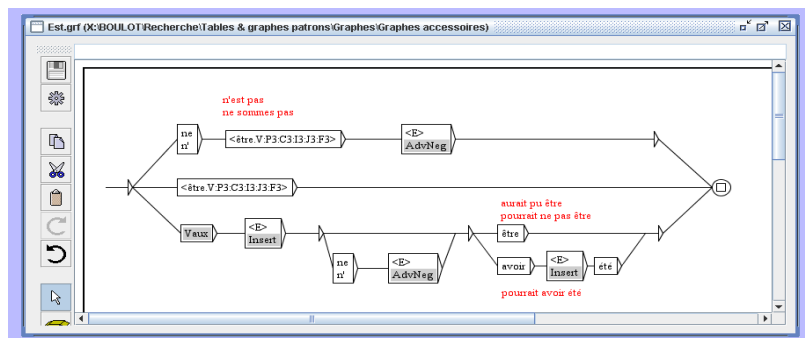 Est.grf (X:\BOULOT\Recherche\Tables & graphes patrons\Graphes\Graphes accessoires)
n'est pas
ne sommes pas
ne
n'
<être.V:P3:C3:I3:J3:F3>
<E>
AdvNeg
<être.V:P3:C3:I3:J3:F3>
aurait pu être
pourrait ne pas être
Vaux
<E>
Insert
être
ne
n'
<E>
AdvNeg
avoir
<E>
Insert
été
pourrait avoir été